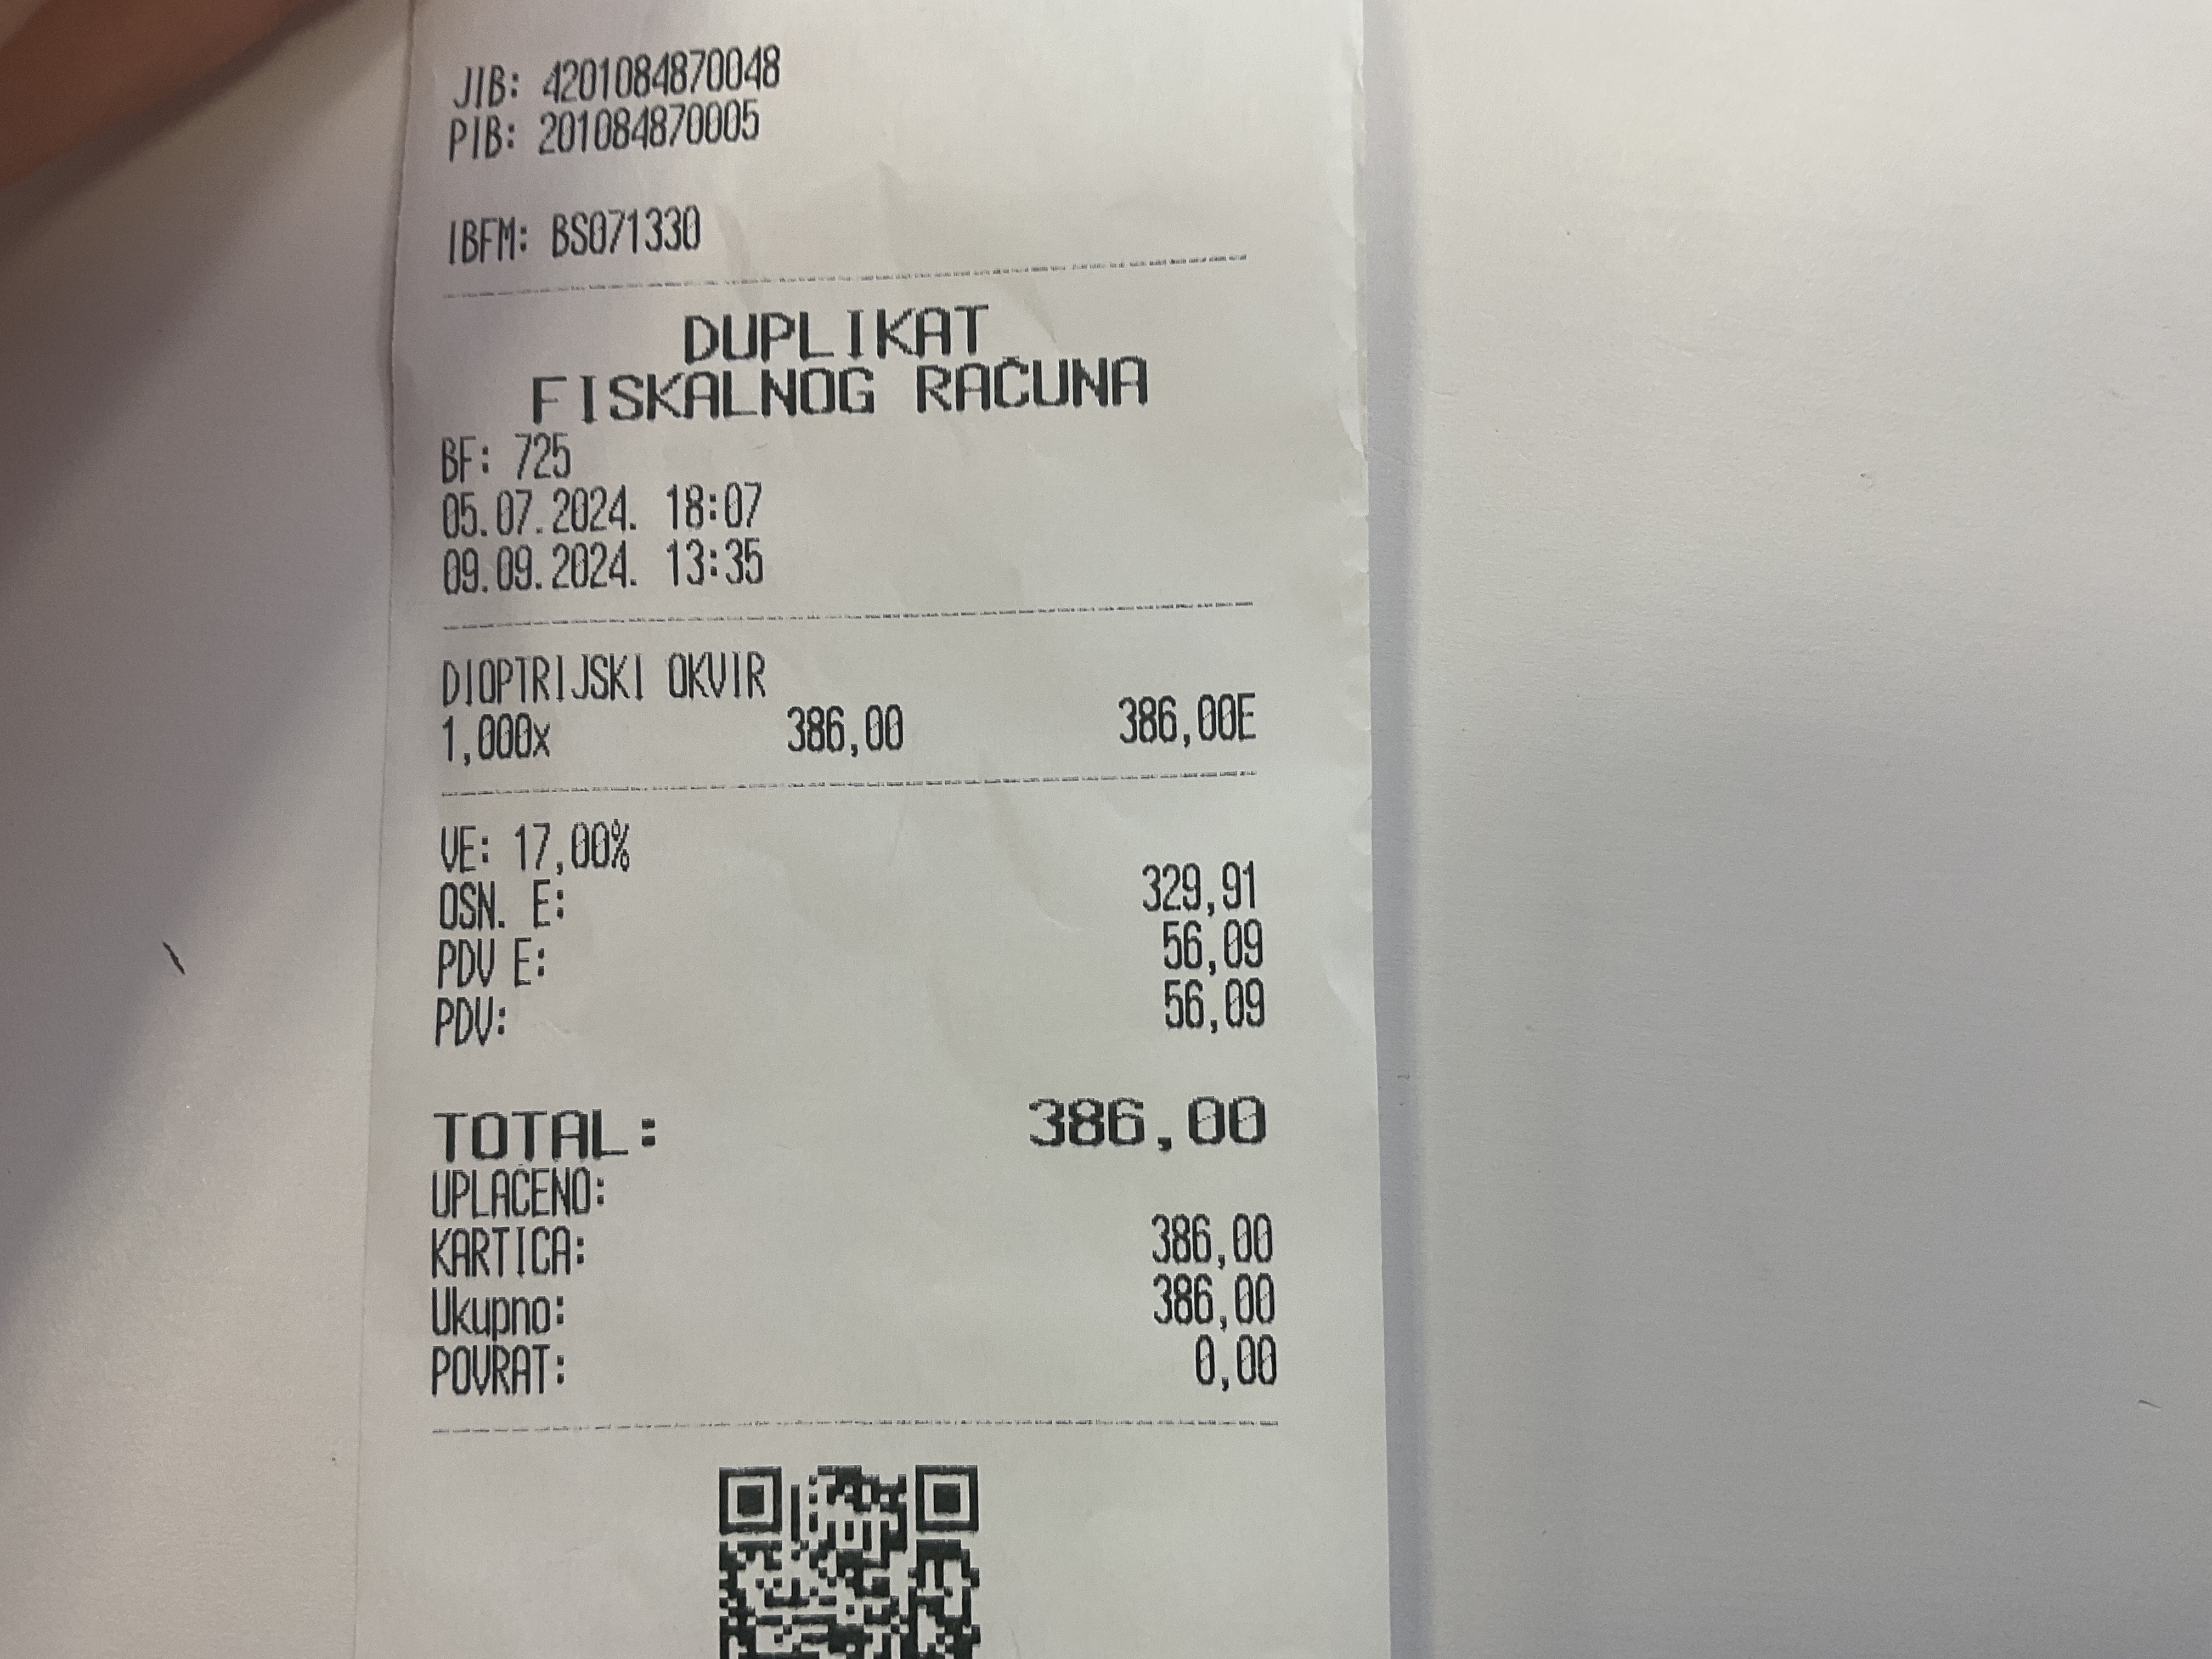 JIB: 4201084870048
PIB: 201084870005
IBFM: BS071330
DUPLIKAT
FISKALNOG RAČUNA
BF: 725
05.07.2024. 18:07
09.09.2024. 13:35
DIOPTRIJSKI OKVIR
1,000x 386,00 386,00E
VE: 17,00%
OSN. E: 329,91
PDV E: 56,09
PDV: 56,09
TOTAL: 386,00
UPLAĆENO:
KARTICA: 386,00
Ukupno: 386,00
POVRAT: 0,00